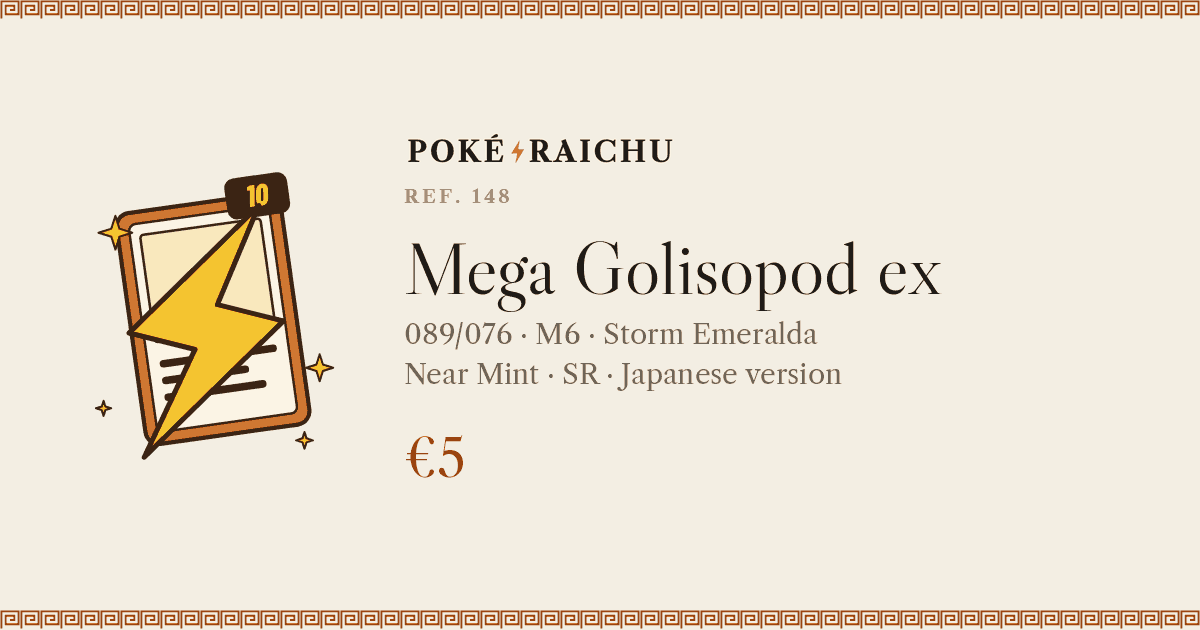 10
POKÉ RAICHU
REF. 148
Mega Golisopod ex
089/076 · M6 · Storm Emeralda
Near Mint · SR · Japanese version
€5